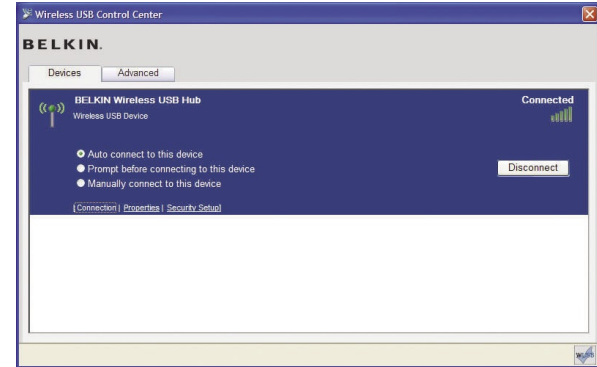 Wireless USB Control Center
BELKIN.
Devices Advanced
BELKIN Wireless USB Hub Connected
Wireless USB Device
Auto connect to this device
Prompt before connecting to this device Disconnect
Manually connect to this device
[Connection | Properties | Security Setup]